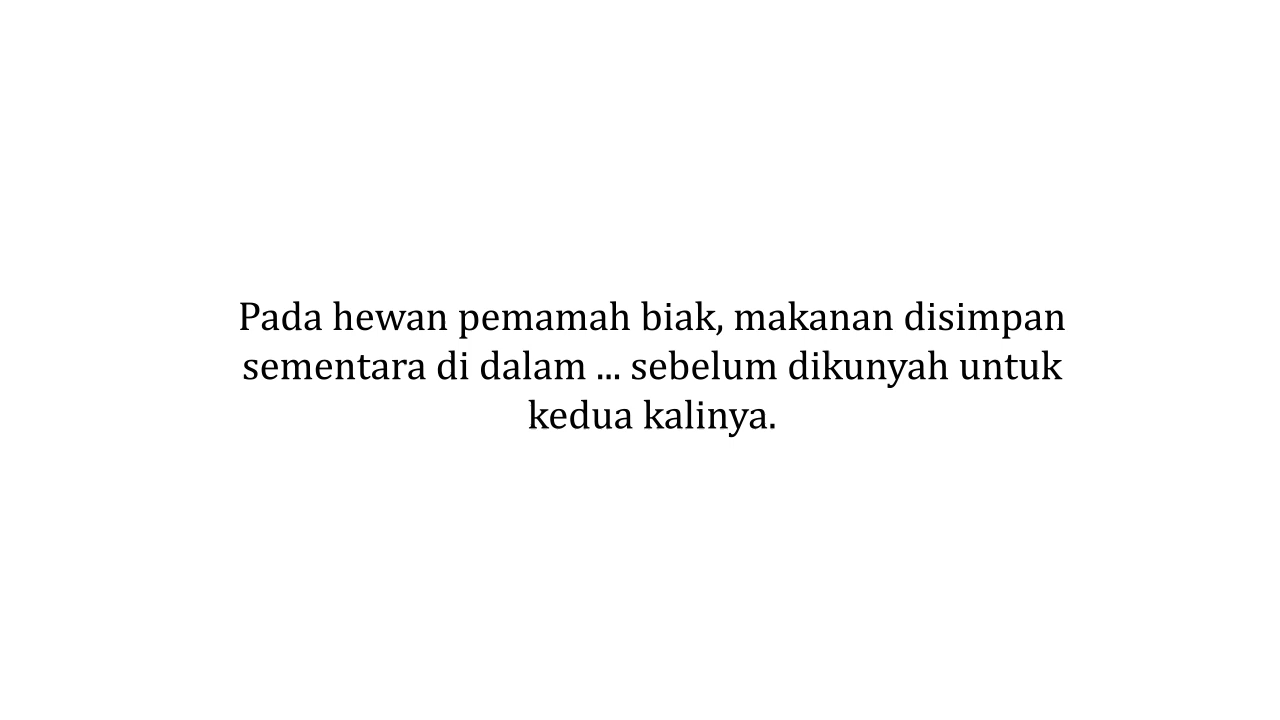 Pada hewan pemamah biak, makanan disimpan
sementara di dalam ... sebelum dikunyah untuk
kedua kalinya.